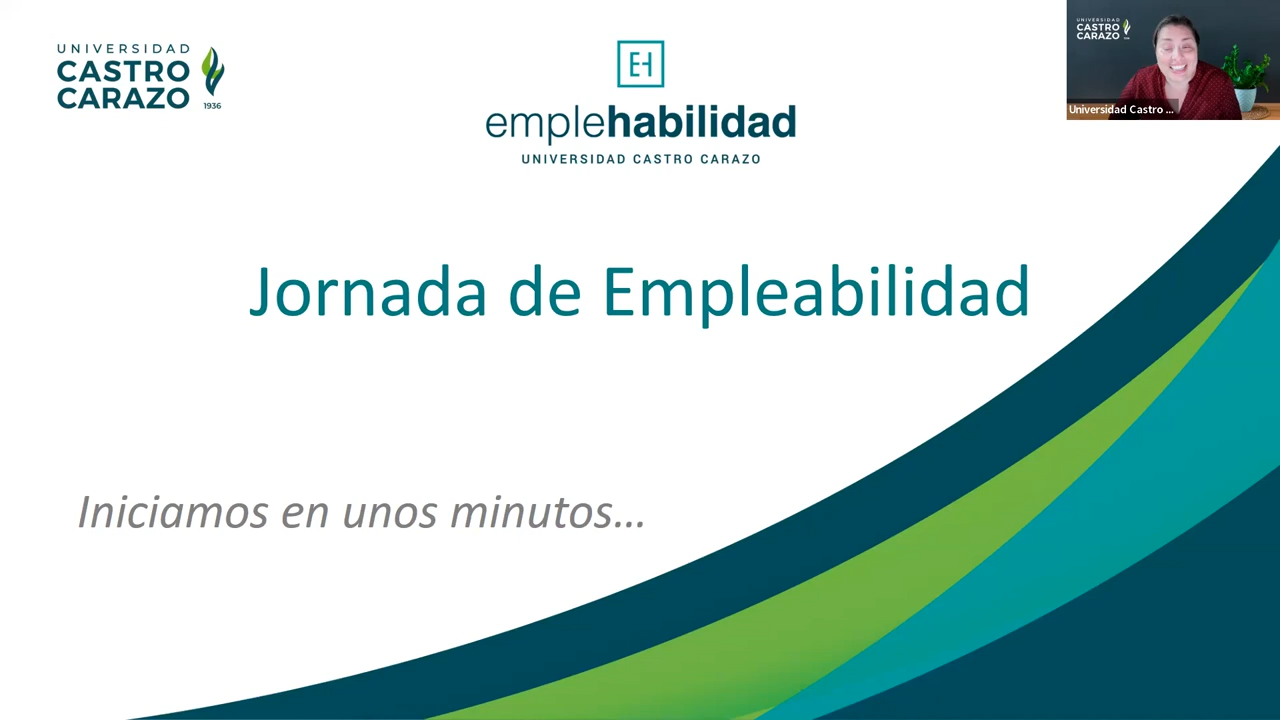 UNIVERSIDAD
CASTRO
CARAZO
1936
EH
emplehabilidad
UNIVERSIDAD CASTRO CARAZO
Jornada de Empleabilidad
Iniciamos en unos minutos...
UNIVERSIDAD
CASTRO
CARAZO
Universidad Castro ...